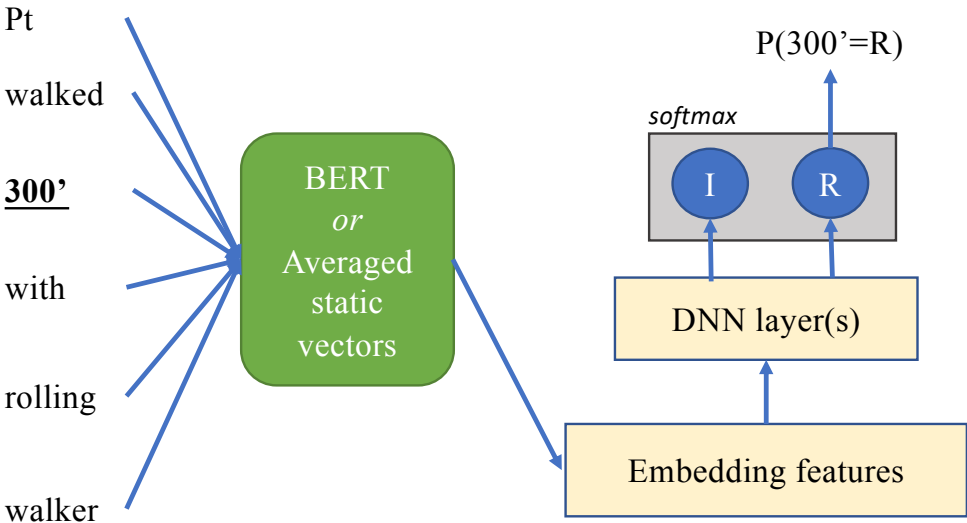 Pt
walked
300’
with
rolling
walker
BERT
or
Averaged
static
vectors
P(300’=R)
softmax
I
R
DNN layer(s)
Embedding features